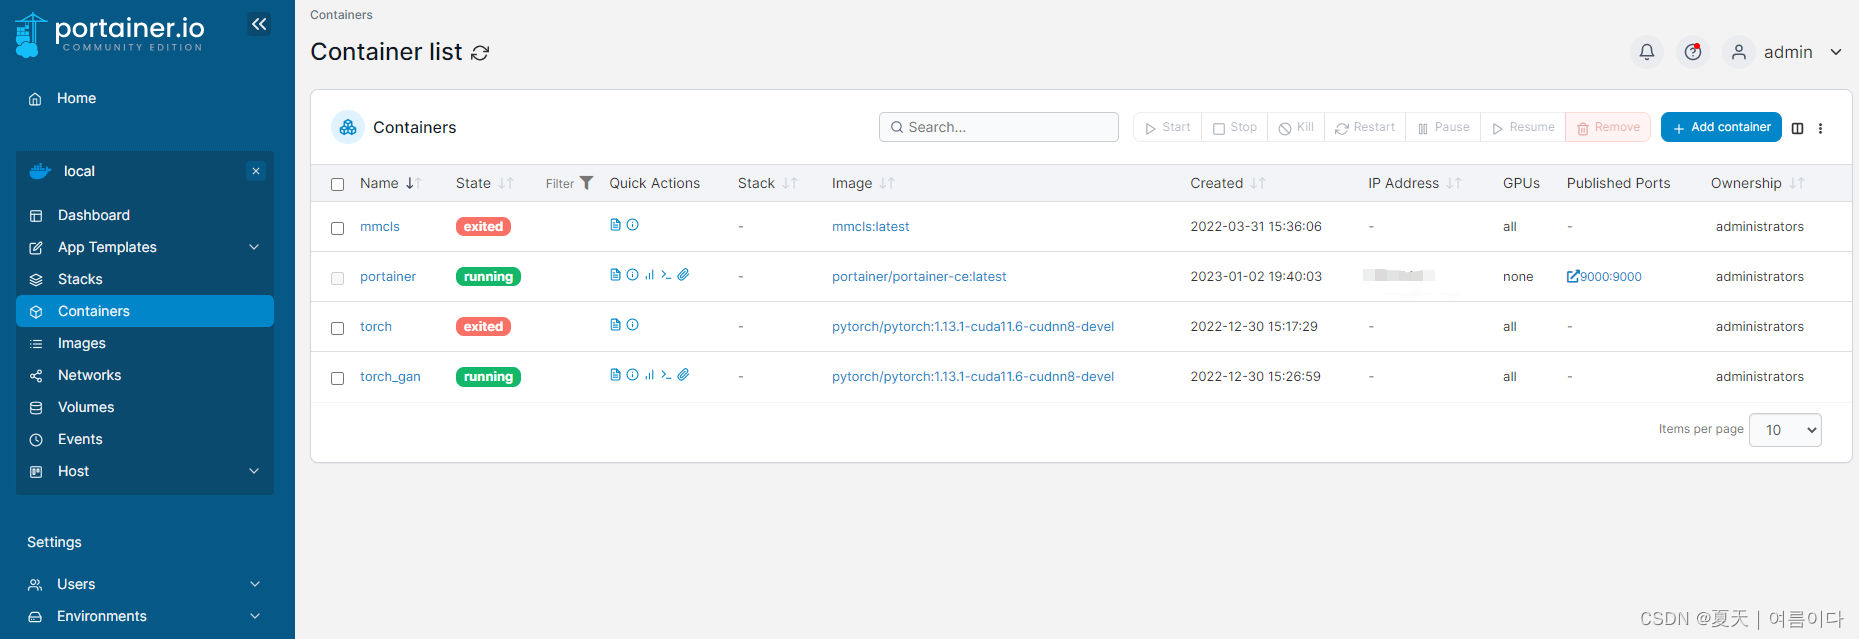 portainer.io
COMMUNITY EDITION
Home
local
Dashboard
App Templates
Stacks
Containers
Images
Networks
Volumes
Events
Host
Settings
Users
Environments
Containers
Container list
admin
Containers
Search...
Start Stop Kill Restart Pause Resume Remove
Add container
Name State Filter Quick Actions Stack Image Created IP Address GPUs Published Ports Ownership
mmcls exited - mmcls:latest 2022-03-31 15:36:06 - all - administrators
portainer running - portainer/portainer-ce:latest 2023-01-02 19:40:03 none 9000:9000 administrators
torch exited - pytorch/pytorch:1.13.1-cuda11.6-cudnn8-devel 2022-12-30 15:17:29 - all - administrators
torch_gan running - pytorch/pytorch:1.13.1-cuda11.6-cudnn8-devel 2022-12-30 15:26:59 - all - administrators
Items per page 10
CSDN @夏天 | 여름이다